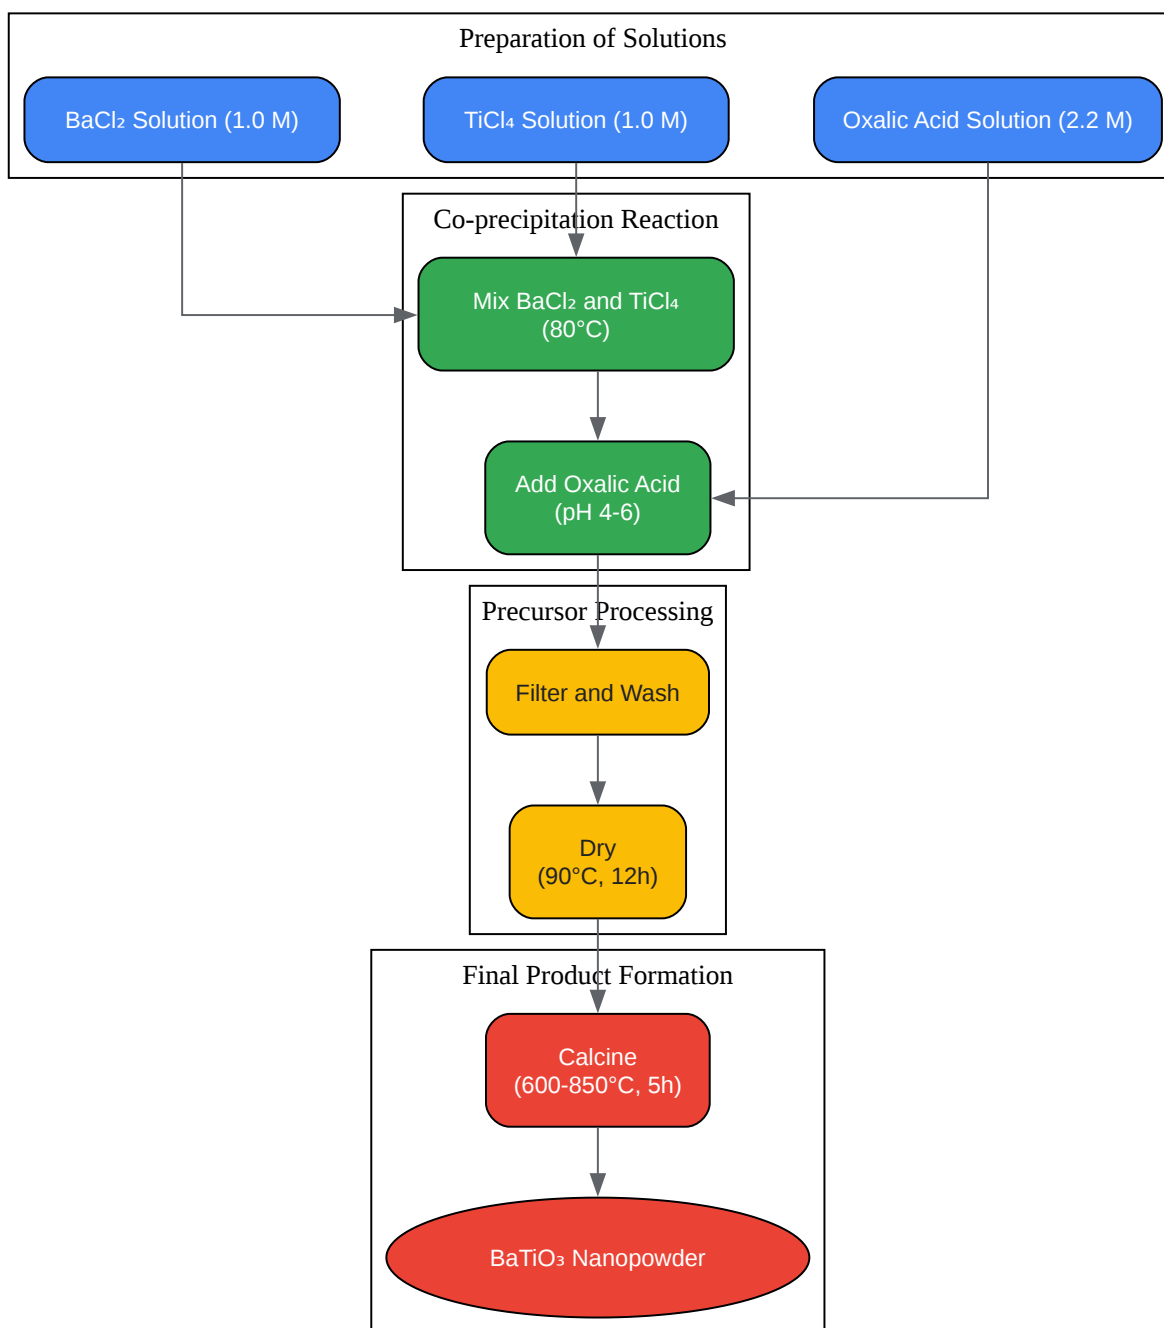 Preparation of Solutions
BaCl₂ Solution (1.0 M)
TiCl₄ Solution (1.0 M)
Oxalic Acid Solution (2.2 M)
Co-precipitation Reaction
Mix BaCl₂ and TiCl₄
(80°C)
Add Oxalic Acid
(pH 4-6)
Precursor Processing
Filter and Wash
Dry
(90°C, 12h)
Final Product Formation
Calcine
(600-850°C, 5h)
BaTiO₃ Nanopowder